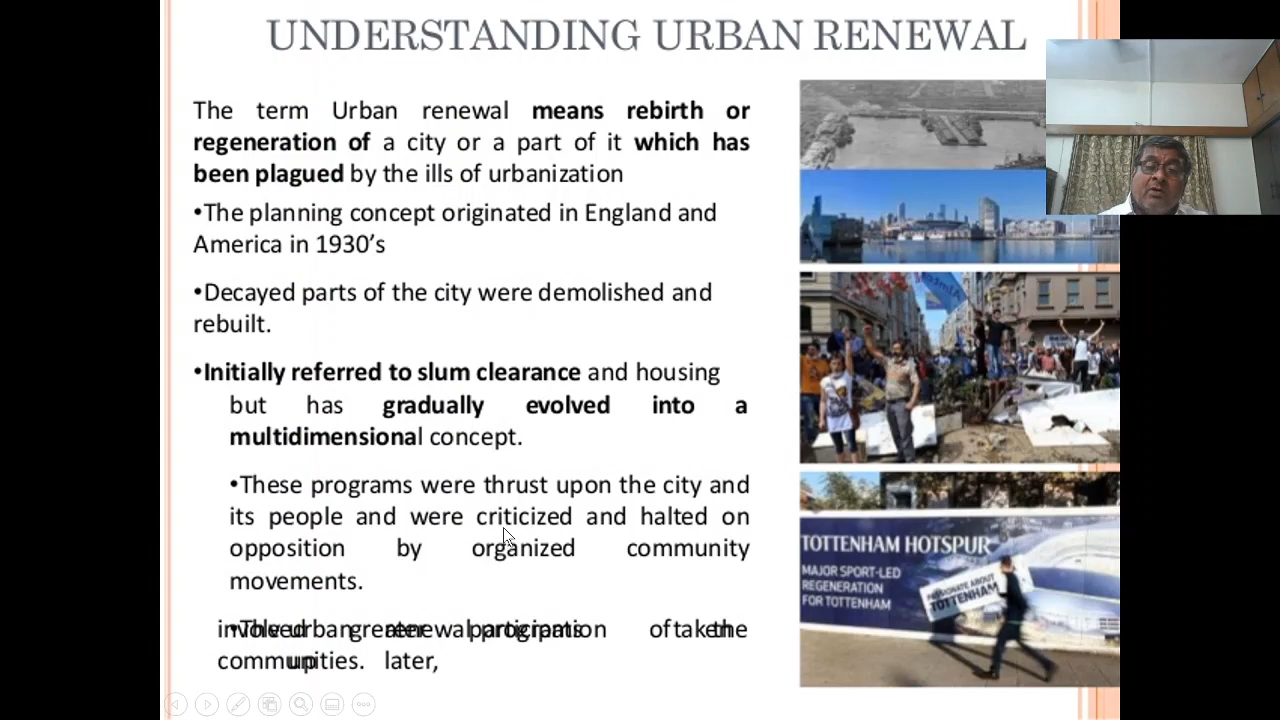 UNDERSTANDING URBAN RENEWAL
The term Urban renewal means rebirth or
regeneration of a city or a part of it which has
been plagued by the ills of urbanization
•The planning concept originated in England and
America in 1930’s
•Decayed parts of the city were demolished and
rebuilt.
•Initially referred to slum clearance and housing
but has gradually evolved into a
multidimensional concept.
•These programs were thrust upon the city and
its people and were criticized and halted on
opposition by organized community
movements.
•The urban renewal programs taken
up later,
involved greater participation of the
communities.
TOTTENHAM HOTSPUR
MAJOR SPORT-LED
REGENERATION
FOR TOTTENHAM
PASSIONATE ABOUT
TOTTENHAM